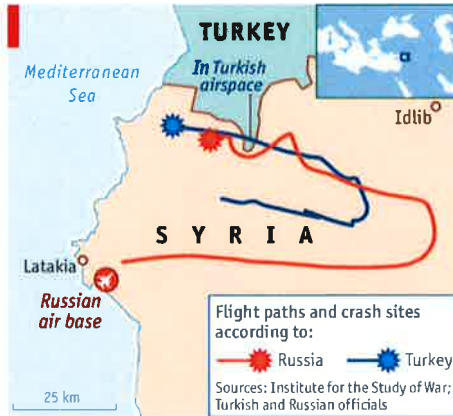 TURKEY
Mediterranean
Sea
In Turkish
airspace
Idlib
SYRIA
Latakia
Russian
air base
Flight paths and crash sites
according to:
Russia
Turkey
Sources: Institute for the Study of War;
Turkish and Russian officials
25 km